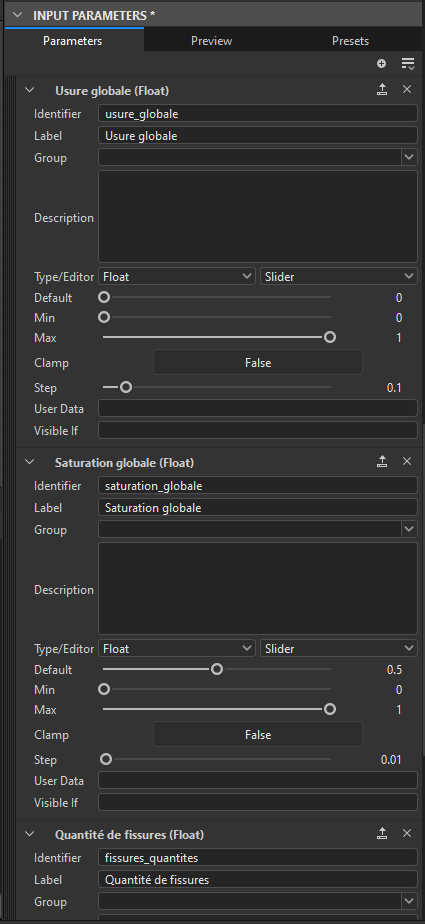 INPUT PARAMETERS *
Parameters Preview Presets
Usure globale (Float)
Identifier usure_globale
Label Usure globale
Group
Description
Type/Editor Float Slider
Default 0
Min 0
Max 1
Clamp False
Step 0.1
User Data
Visible If
Saturation globale (Float)
Identifier saturation_globale
Label Saturation globale
Group
Description
Type/Editor Float Slider
Default 0.5
Min 0
Max 1
Clamp False
Step 0.01
User Data
Visible If
Quantité de fissures (Float)
Identifier fissures_quantites
Label Quantité de fissures
Group